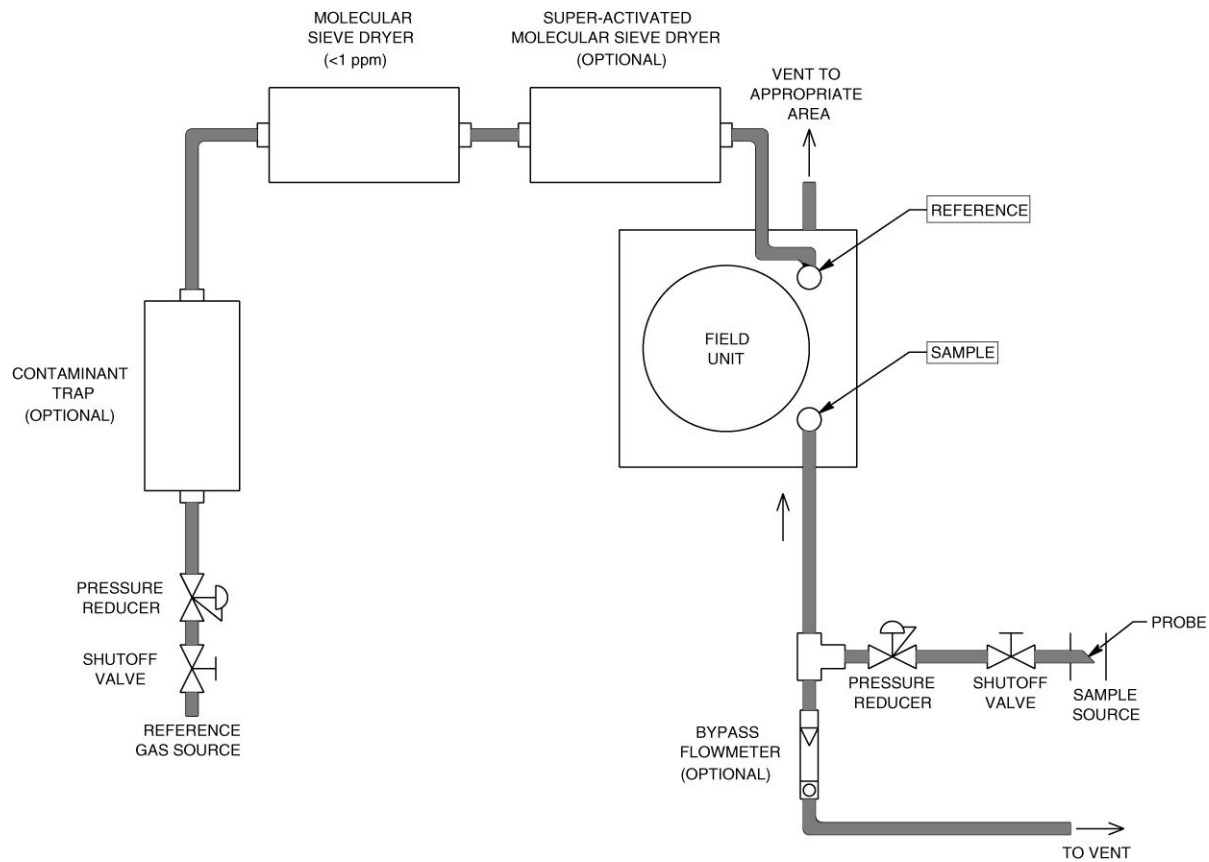 MOLECULAR
SIEVE DRYER
(<1 ppm)
SUPER-ACTIVATED
MOLECULAR SIEVE DRYER
(OPTIONAL)
VENT TO
APPROPRIATE
AREA
REFERENCE
FIELD
UNIT
SAMPLE
CONTAMINANT
TRAP
(OPTIONAL)
PRESSURE
REDUCER
SHUTOFF
VALVE
REFERENCE
GAS SOURCE
PROBE
PRESSURE
REDUCER
SHUTOFF
VALVE
SAMPLE
SOURCE
BYPASS
FLOWMETER
(OPTIONAL)
TO VENT